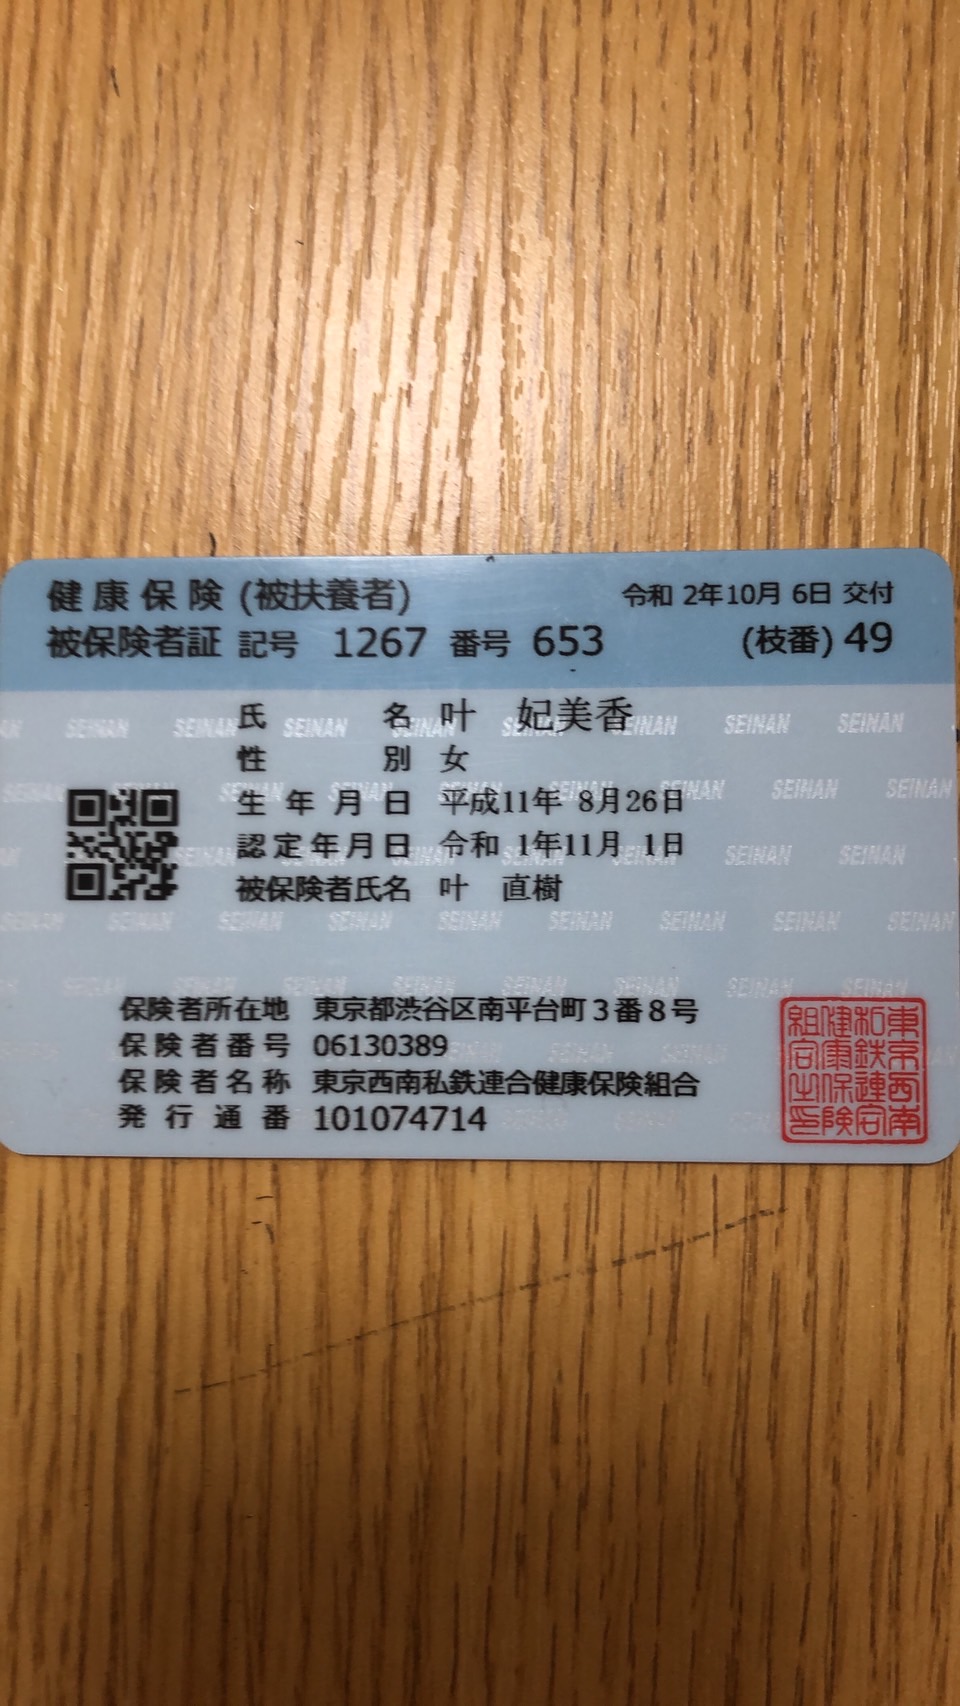 健康保険(被扶養者) 令和 2年10月 6日 交付
被保険者証 記号 1267 番号 653 (枝番) 49
氏名 叶 妃美香
性別 女
生年月日 平成11年 8月26日
認定年月日 令和 1年11月 1日
被保険者氏名 叶 直樹
保険者所在地 東京都渋谷区南平台町3番8号
保険者番号 06130389
保険者名称 東京西南私鉄連合健康保険組合
発行通番 101074714
SEINAN